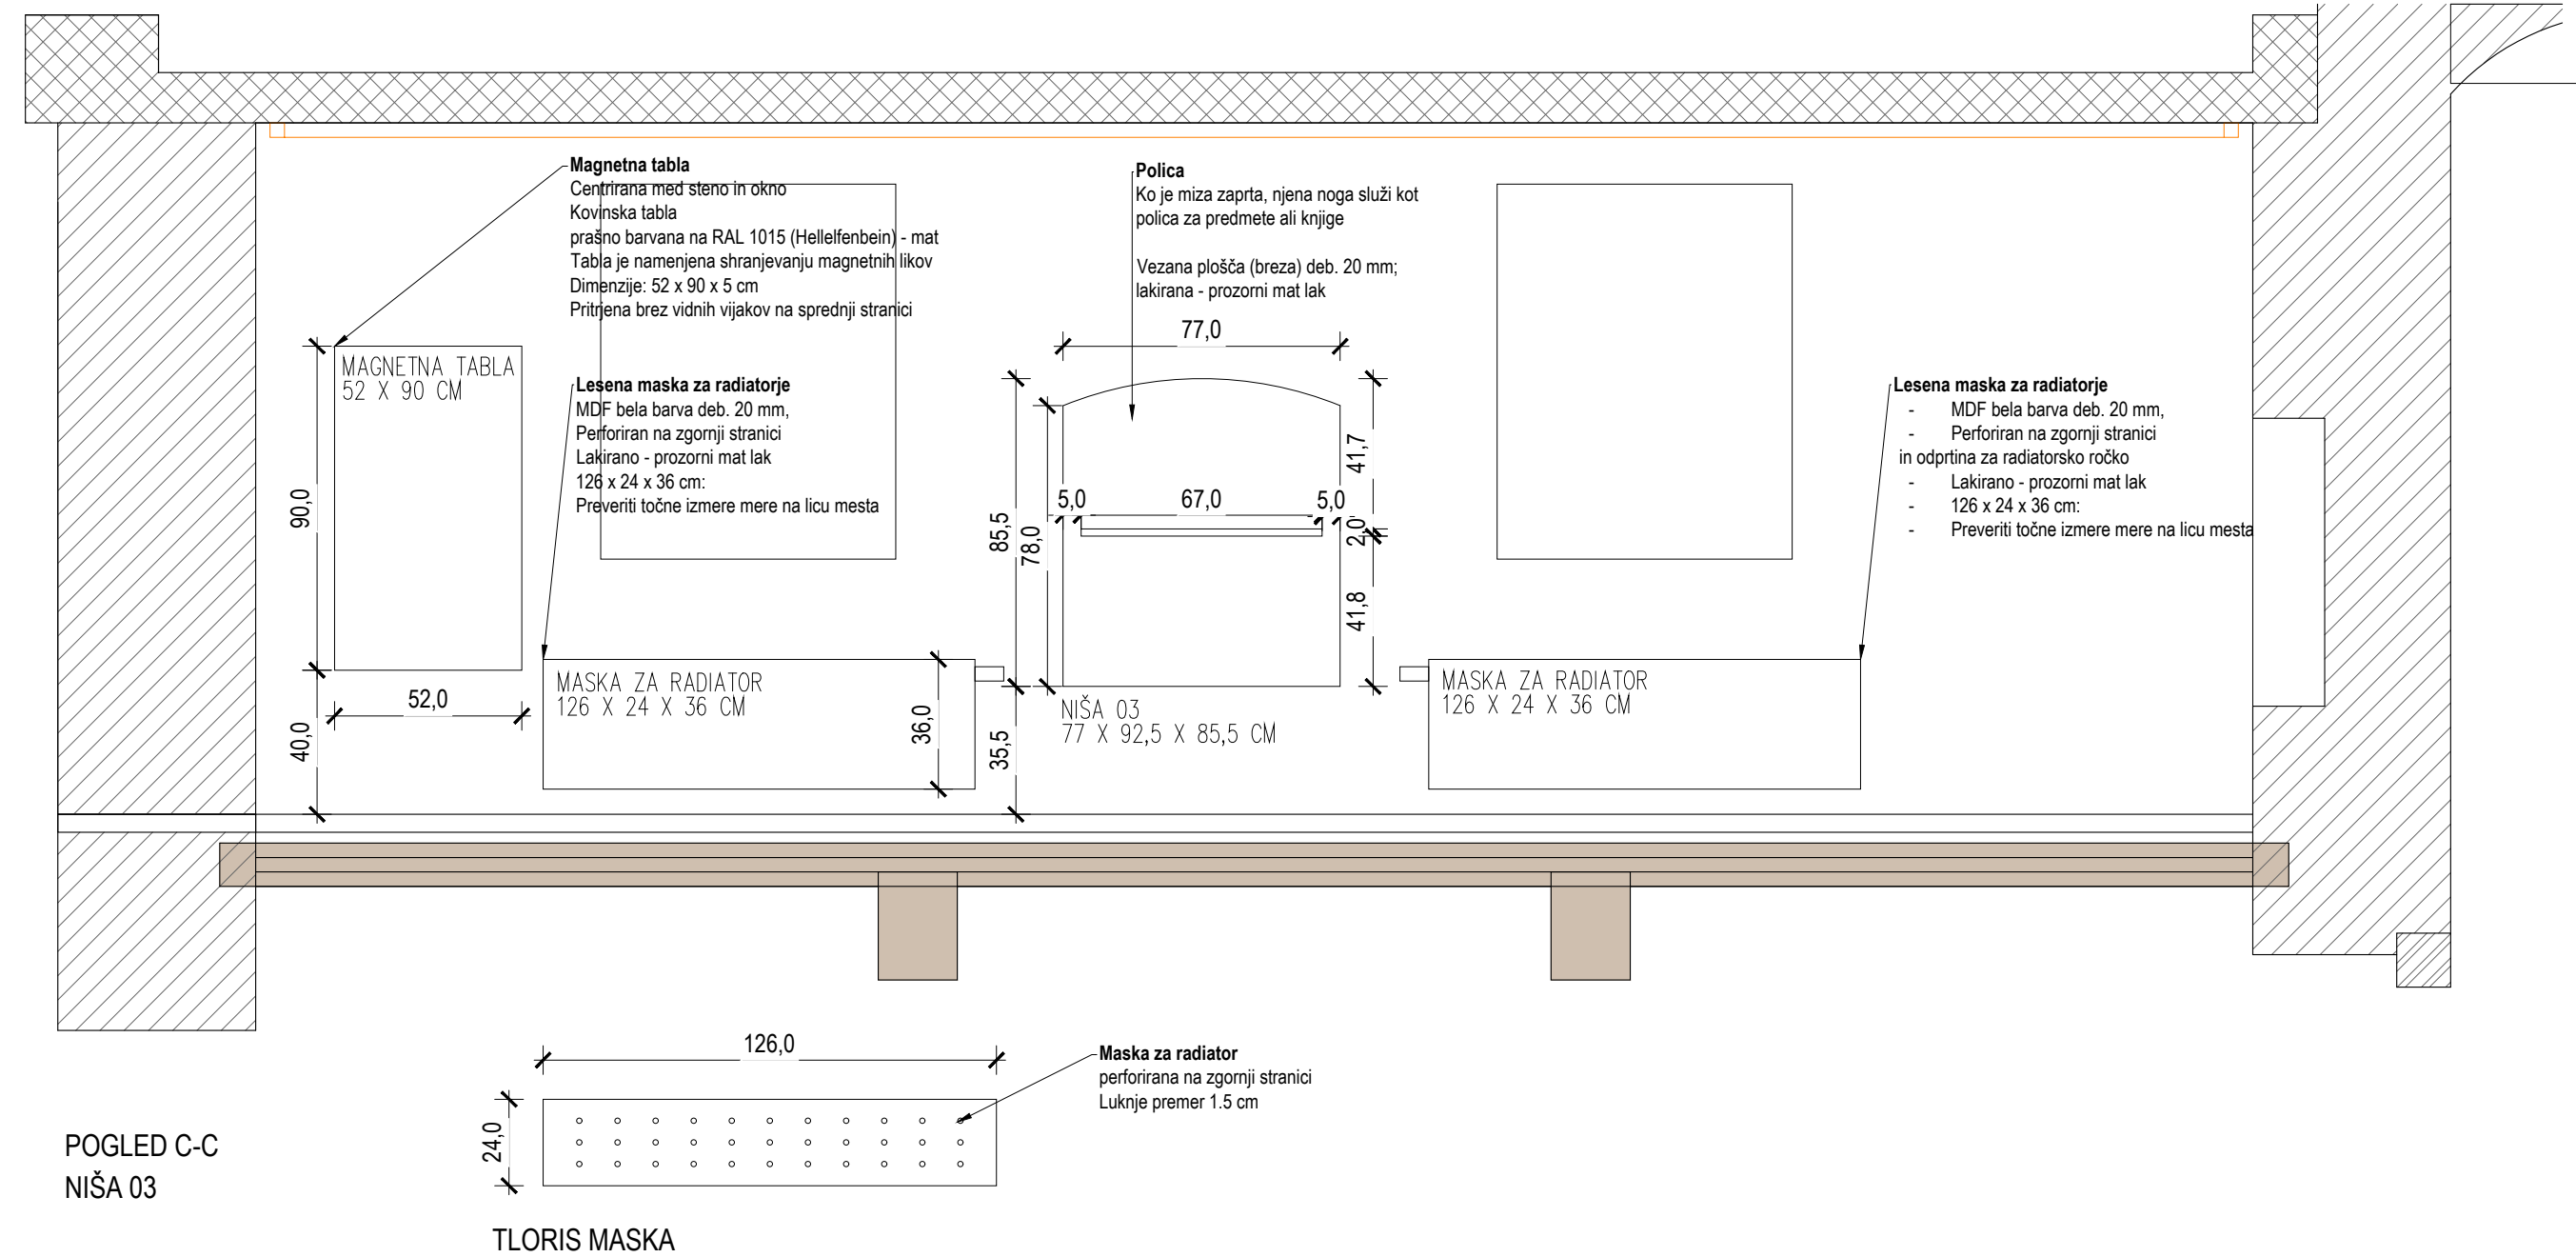 Magnetna tabla
Centrirana med steno in okno
Kovinska tabla
prašno barvana na RAL 1015 (Hellelfenbein) - mat
Tabla je namenjena shranjevanju magnetnih likov
Dimenzije: 52 x 90 x 5 cm
Pritrjena brez vidnih vijakov na sprednji stranici
Polica
Ko je miza zaprta, njena noga služi kot
polica za predmete ali knjige
Vezana plošča (breza) deb. 20 mm;
lakirana - prozorni mat lak
77,0
MAGNETNA TABLA
52 X 90 CM
90,0
52,0
40,0
Lesena maska za radiatorje
MDF bela barva deb. 20 mm,
Perforiran na zgornji stranici
Lakirano - prozorni mat lak
126 x 24 x 36 cm:
Preveriti točne izmere mere na licu mesta
MASKA ZA RADIATOR
126 X 24 X 36 CM
36,0
85,5
78,0
35,5
5,0
67,0
5,0
41,7
2,0
41,8
NIŠA 03
77 X 92,5 X 85,5 CM
Lesena maska za radiatorje
- MDF bela barva deb. 20 mm,
- Perforiran na zgornji stranici
in odprtina za radiatorsko ročko
- Lakirano - prozorni mat lak
- 126 x 24 x 36 cm:
- Preveriti točne izmere mere na licu mesta
MASKA ZA RADIATOR
126 X 24 X 36 CM
126,0
24,0
Maska za radiator
perforirana na zgornji stranici
Luknje premer 1.5 cm
POGLED C-C
NIŠA 03
TLORIS MASKA